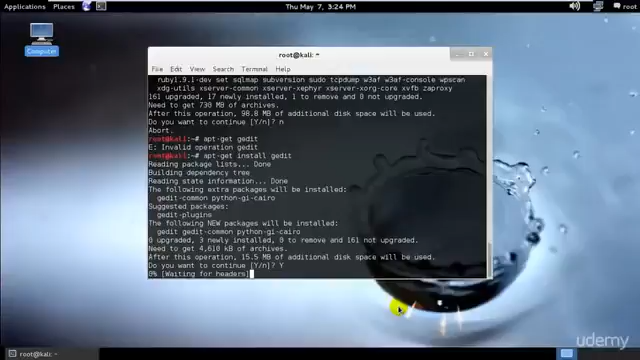 Applications Places Thu May 7, 3:24 PM root
Computer
root@kali: ~
File Edit View Search Terminal Help
ruby1.9.1-dev set sqlmap subversion sudo tcpdump w3af w3af-console wpscan
xdg-utils xserver-common xserver-xephyr xserver-xorg-core xvfb zaproxy
161 upgraded, 17 newly installed, 1 to remove and 0 not upgraded.
Need to get 730 MB of archives.
After this operation, 98.8 MB of additional disk space will be used.
Do you want to continue [Y/n]? n
Abort.
root@kali:~# apt-get gedit
E: Invalid operation gedit
root@kali:~# apt-get install gedit
Reading package lists... Done
Building dependency tree
Reading state information... Done
The following extra packages will be installed:
gedit-common python-gi-cairo
Suggested packages:
gedit-plugins
The following NEW packages will be installed:
gedit gedit-common python-gi-cairo
0 upgraded, 3 newly installed, 0 to remove and 161 not upgraded.
Need to get 4,610 kB of archives.
After this operation, 15.5 MB of additional disk space will be used.
Do you want to continue [Y/n]? Y
0% [Waiting for headers]
root@kali: ~
udemy